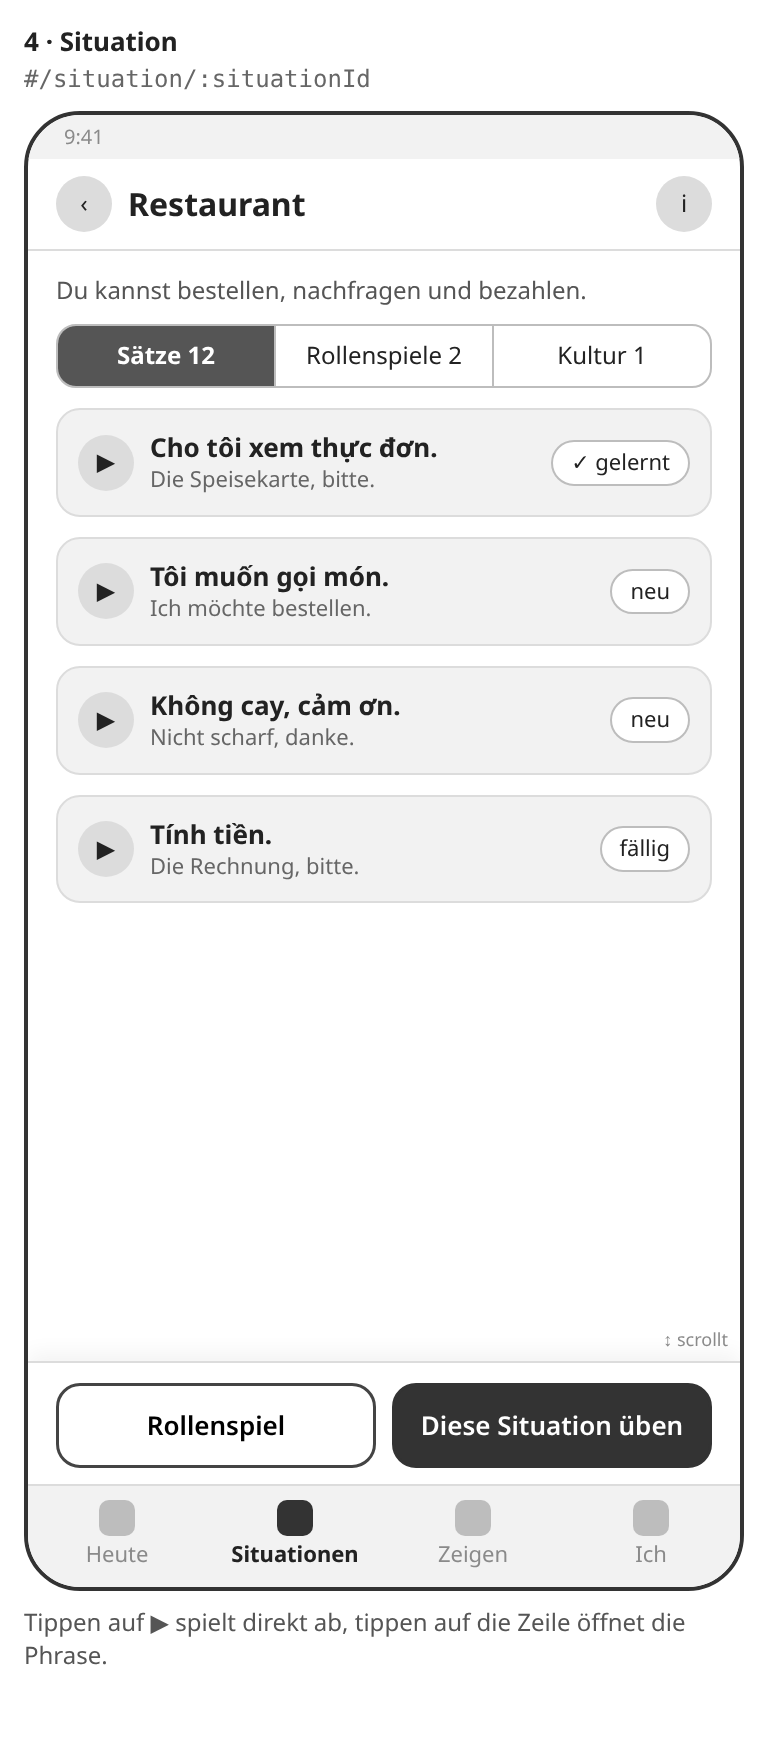 4 · Situation
#/situation/:situationId
9:41
‹ Restaurant i
Du kannst bestellen, nachfragen und bezahlen.
Sätze 12 Rollenspiele 2 Kultur 1
▶ Cho tôi xem thực đơn.
Die Speisekarte, bitte.
✓ gelernt
▶ Tôi muốn gọi món.
Ich möchte bestellen.
neu
▶ Không cay, cảm ơn.
Nicht scharf, danke.
neu
▶ Tính tiền.
Die Rechnung, bitte.
fällig
↕ scrollt
Rollenspiel Diese Situation üben
Heute Situationen Zeigen Ich
Tippen auf ▶ spielt direkt ab, tippen auf die Zeile öffnet die
Phrase.